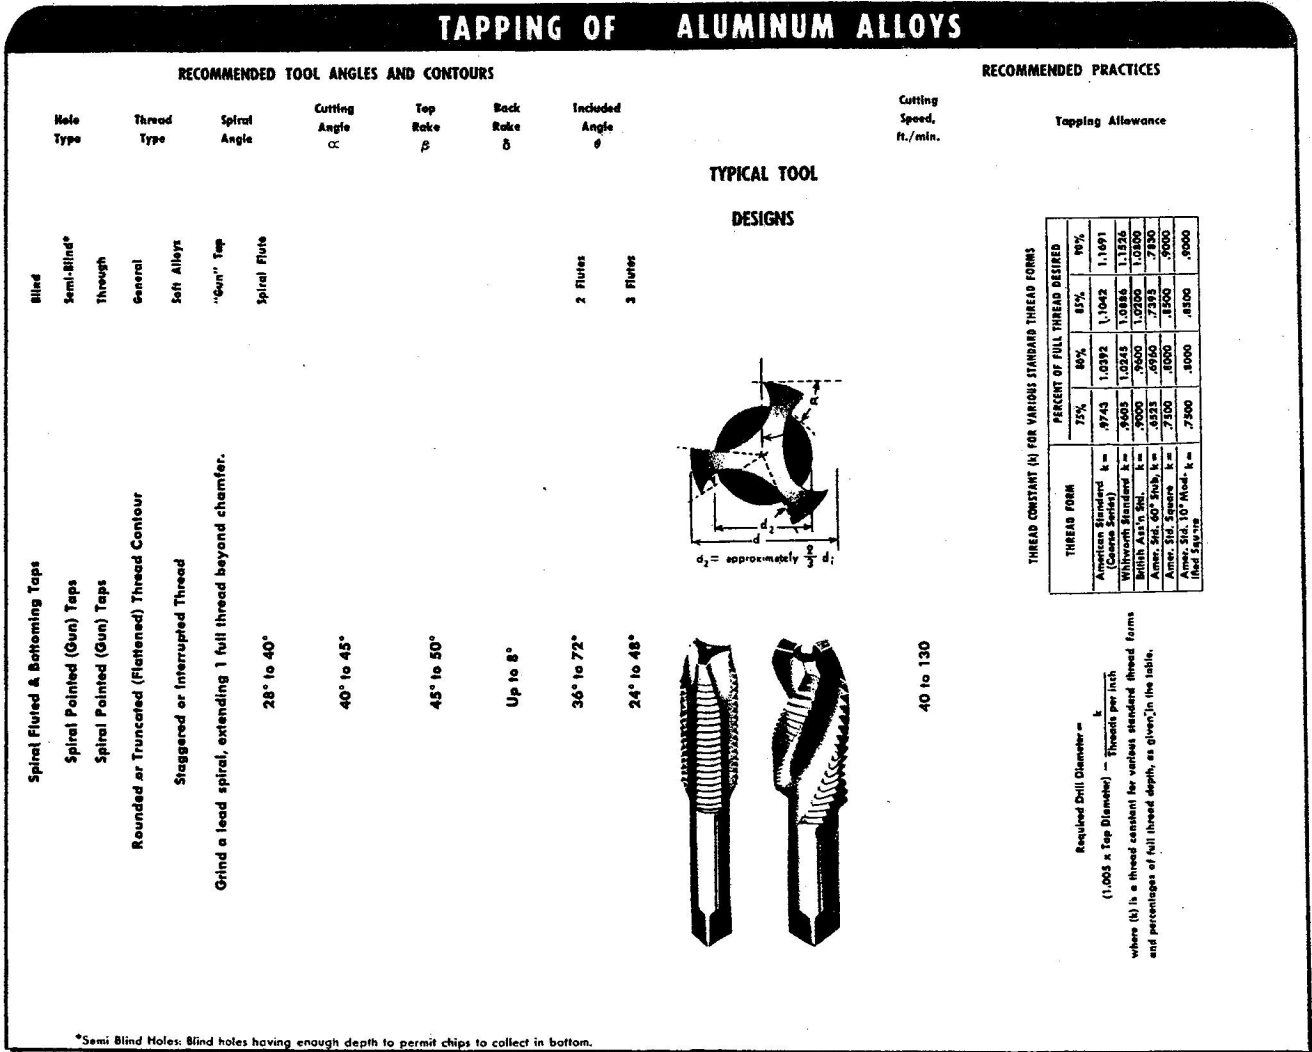 TAPPING OF ALUMINUM ALLOYS
RECOMMENDED TOOL ANGLES AND CONTOURS
RECOMMENDED PRACTICES
Hole
Type
Thread
Type
Spiral
Angle
Cutting
Angle
α
Top
Rake
β
Back
Rake
δ
Included
Angle
θ
Cutting
Speed,
ft./min.
Tapping Allowance
TYPICAL TOOL
DESIGNS
Blind
Semi-Blind*
Through
General
Soft Alloys
"Gun" Tap
Spiral Flute
2 Flutes
3 Flutes
Spiral Fluted & Bottoming Taps
Spiral Pointed (Gun) Taps
Spiral Pointed (Gun) Taps
Rounded or Truncated (Flattened) Thread Contour
Staggered or Interrupted Thread
Grind a lead spiral, extending 1 full thread beyond chamfer.
28° to 40°
40° to 45°
45° to 50°
Up to 8°
36° to 72°
24° to 48°
d₂
d
d₂ = approximately
40 to 130
THREAD CONSTANT (k) FOR VARIOUS STANDARD THREAD FORMS
THREAD FORM
PERCENT OF FULL THREAD DESIRED
75% 80% 85% 90%
American Standard k = .9743 1.0392 1.1042 1.1691
(Coarse Series)
Whitworth Standard k = .9605 1.0245 1.0886 1.1526
British Ass'n Std. k = .9000 .9600 1.0200 1.0800
Amer. Std. 60° Stub, k = .6525 .6960 .7395 .7830
Amer. Std. Square k = .7500 .8000 .8500 .9000
Amer. Std. 10° Mod- k = .7500 .8000 .8500 .9000
ified Square
Required Drill Diameter =
(1.005 x Tap Diameter) − k
Threads per inch
where (k) is a thread constant for various standard thread forms
and percentages of full thread depth, as given in the table.
*Semi Blind Holes: Blind holes having enough depth to permit chips to collect in bottom.